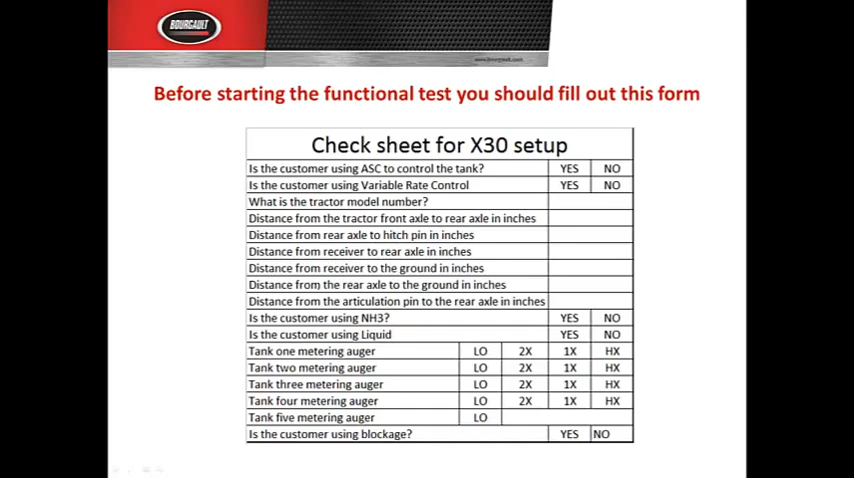 BOURGAULT
www.bourgault.com
Before starting the functional test you should fill out this form
Check sheet for X30 setup
Is the customer using ASC to control the tank? YES NO
Is the customer using Variable Rate Control YES NO
What is the tractor model number?
Distance from the tractor front axle to rear axle in inches
Distance from rear axle to hitch pin in inches
Distance from receiver to rear axle in inches
Distance from receiver to the ground in inches
Distance from the rear axle to the ground in inches
Distance from the articulation pin to the rear axle in inches
Is the customer using NH3? YES NO
Is the customer using Liquid YES NO
Tank one metering auger LO 2X 1X HX
Tank two metering auger LO 2X 1X HX
Tank three metering auger LO 2X 1X HX
Tank four metering auger LO 2X 1X HX
Tank five metering auger LO
Is the customer using blockage? YES NO